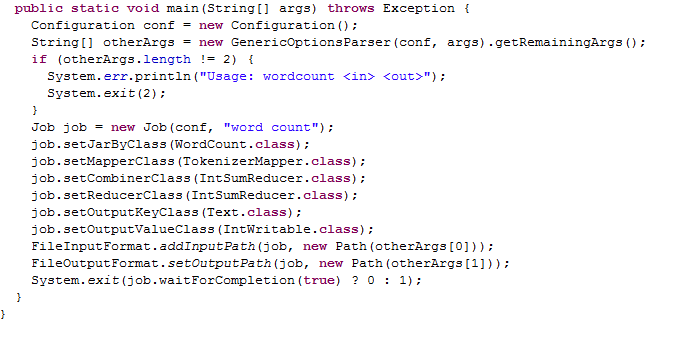 public static void main(String[] args) throws Exception {
Configuration conf = new Configuration();
String[] otherArgs = new GenericOptionsParser(conf, args).getRemainingArgs();
if (otherArgs.length != 2) {
System.err.println("Usage: wordcount <in> <out>");
System.exit(2);
}
Job job = new Job(conf, "word count");
job.setJarByClass(WordCount.class);
job.setMapperClass(TokenizerMapper.class);
job.setCombinerClass(IntSumReducer.class);
job.setReducerClass(IntSumReducer.class);
job.setOutputKeyClass(Text.class);
job.setOutputValueClass(IntWritable.class);
FileInputFormat.addInputPath(job, new Path(otherArgs[0]));
FileOutputFormat.setOutputPath(job, new Path(otherArgs[1]));
System.exit(job.waitForCompletion(true) ? 0 : 1);
}
}